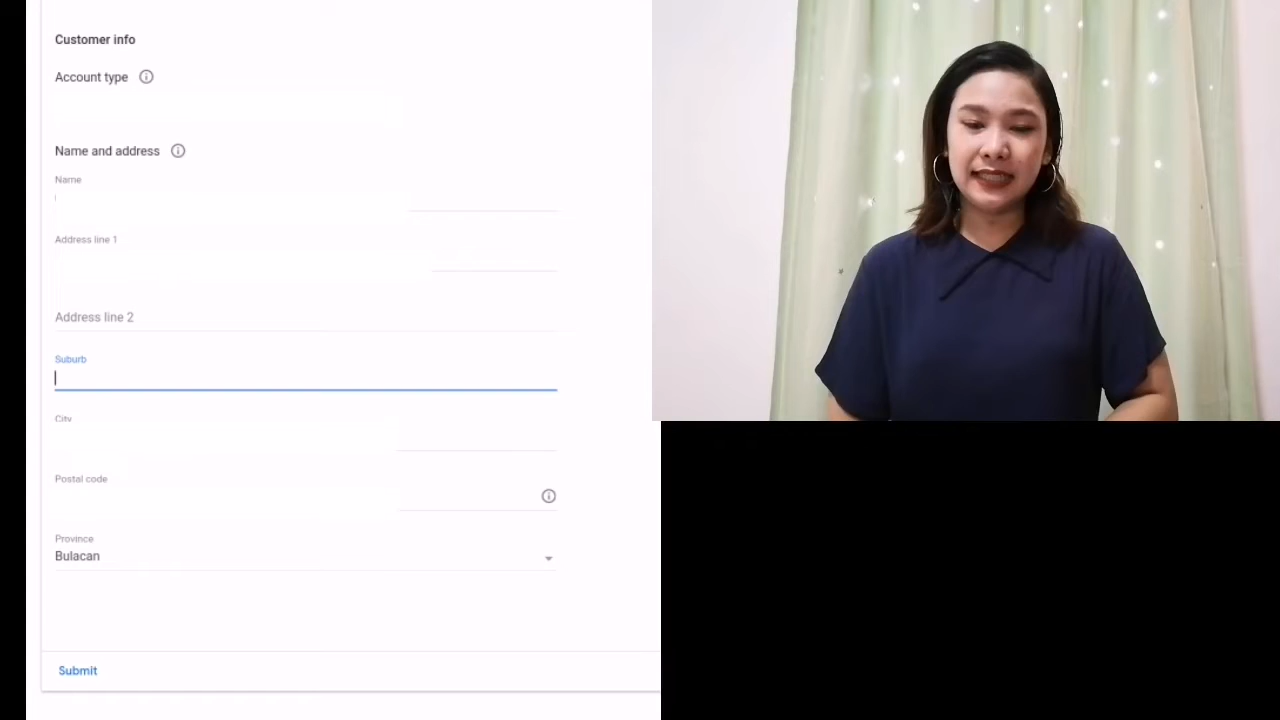 Customer info
Account type
Name and address
Name
Address line 1
Address line 2
Suburb
City
Postal code
Province
Bulacan
Submit